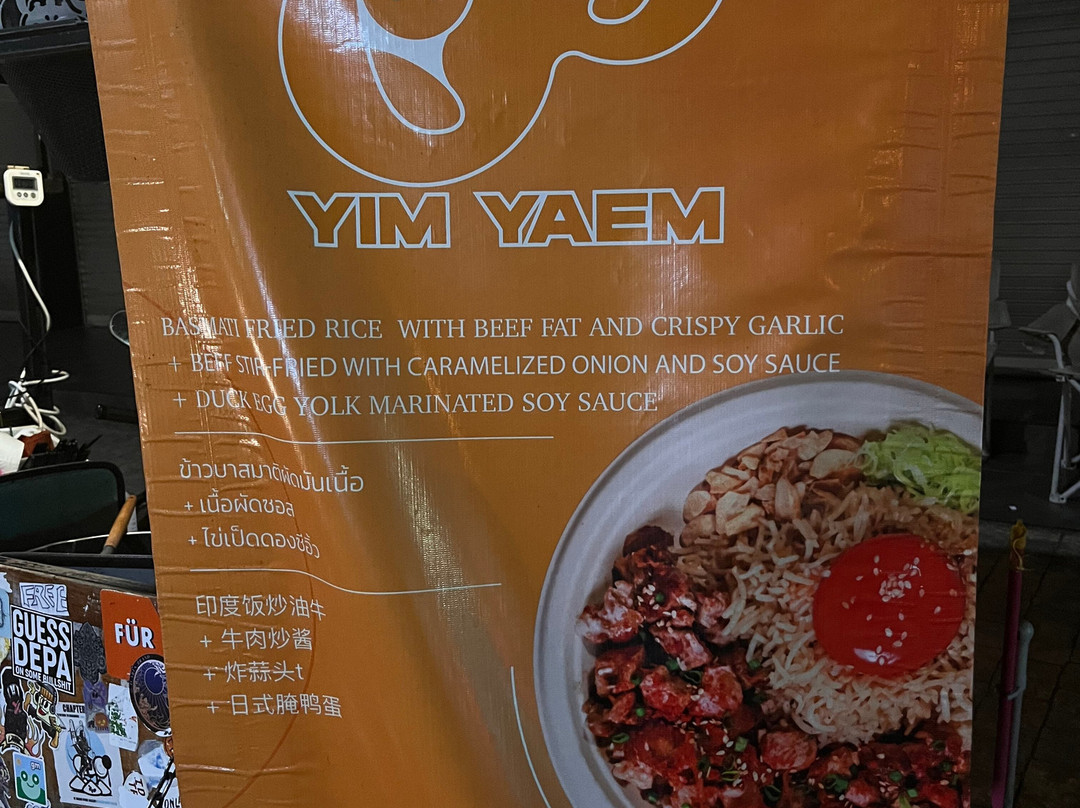 YIM YAEM
BASMATI FRIED RICE WITH BEEF FAT AND CRISPY GARLIC
+ BEEF STIR-FRIED WITH CARAMELIZED ONION AND SOY SAUCE
+ DUCK EGG YOLK MARINATED SOY SAUCE
ข้าวบาสมาติผัดมันเนื้อ
+ เนื้อผัดซอส
+ ไข่เป็ดดองซีอิ๊ว
印度饭炒油牛
+ 牛肉炒酱
+ 炸蒜头t
+ 日式腌鸭蛋
FREE
GUESS
DEPA
ON SOME BULLSHIT
FÜR
CHAPTER
gm